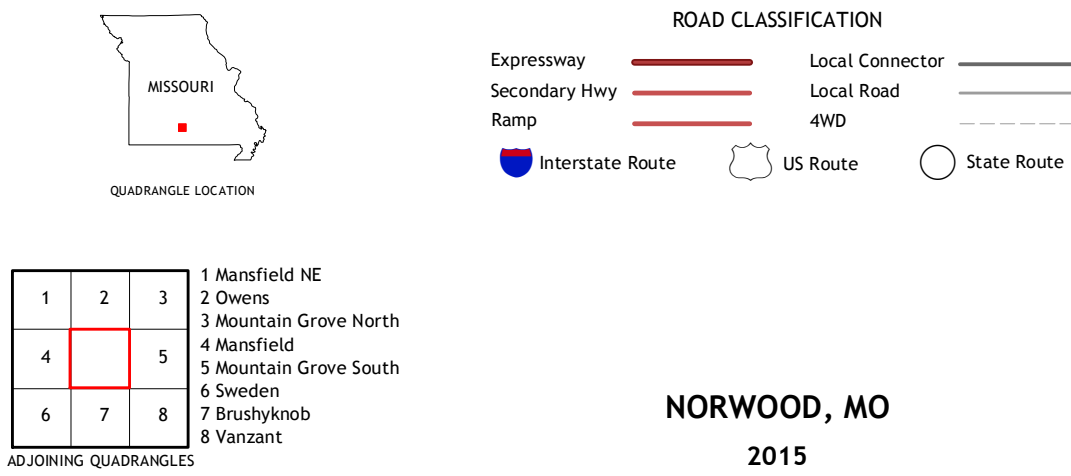 MISSOURI
QUADRANGLE LOCATION
ROAD CLASSIFICATION
Expressway
Secondary Hwy
Ramp
Local Connector
Local Road
4WD
Interstate Route
US Route
State Route
1 2 3
4 5
6 7 8
1 Mansfield NE
2 Owens
3 Mountain Grove North
4 Mansfield
5 Mountain Grove South
6 Sweden
7 Brushyknob
8 Vanzant
ADJOINING QUADRANGLES
NORWOOD, MO
2015